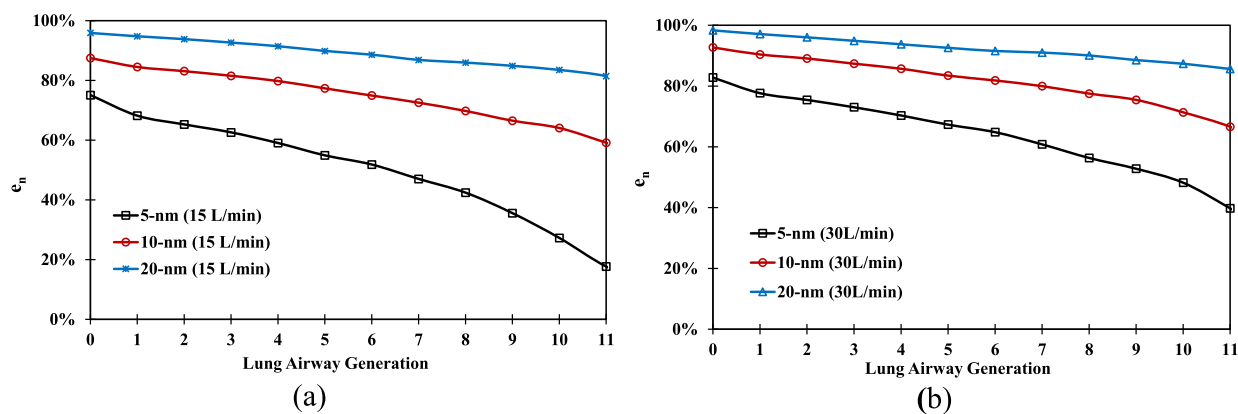 100%
80%
60%
40%
20%
0%
e_n
5-nm (15 L/min)
10-nm (15 L/min)
20-nm (15 L/min)
0 1 2 3 4 5 6 7 8 9 10 11
Lung Airway Generation
(a)
100%
80%
60%
40%
20%
0%
e_n
5-nm (30L/min)
10-nm (30L/min)
20-nm (30L/min)
0 1 2 3 4 5 6 7 8 9 10 11
Lung Airway Generation
(b)